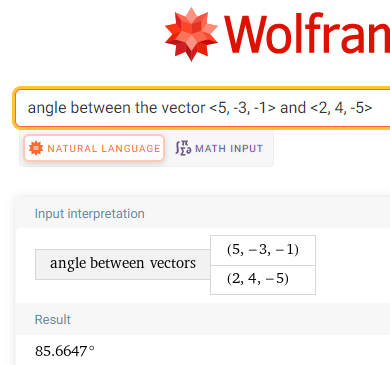 Wolfram
angle between the vector <5, -3, -1> and <2, 4, -5>
NATURAL LANGUAGE ∫Σ∂π MATH INPUT
Input interpretation
angle between vectors
(5, −3, −1)
(2, 4, −5)
Result
85.6647°